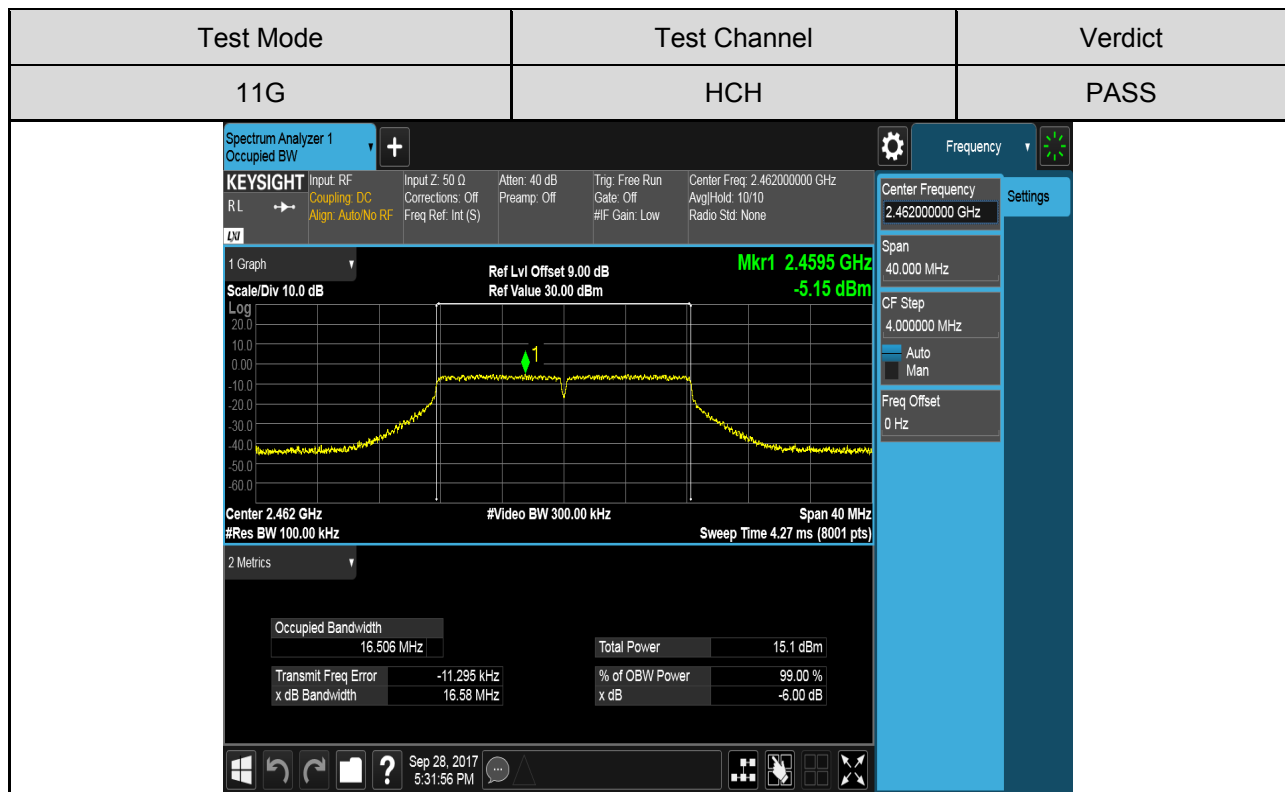 Test Mode Test Channel Verdict
11G HCH PASS
Spectrum Analyzer 1
Occupied BW
+
Frequency
KEYSIGHT Input: RF Input Z: 50 Ω Atten: 40 dB Trig: Free Run Center Freq: 2.462000000 GHz
RL Coupling: DC Corrections: Off Preamp: Off Gate: Off Avg|Hold: 10/10
Align: Auto/No RF Freq Ref: Int (S) #IF Gain: Low Radio Std: None
LXI
Center Frequency
2.462000000 GHz
Settings
Span
40.000 MHz
CF Step
4.000000 MHz
Auto
Man
Freq Offset
0 Hz
1 Graph
Ref Lvl Offset 9.00 dB
Mkr1 2.4595 GHz
Scale/Div 10.0 dB Ref Value 30.00 dBm -5.15 dBm
Log
20.0
10.0
0.00
-10.0
-20.0
-30.0
-40.0
-50.0
-60.0
1
Center 2.462 GHz #Video BW 300.00 kHz Span 40 MHz
#Res BW 100.00 kHz Sweep Time 4.27 ms (8001 pts)
2 Metrics
Occupied Bandwidth
16.506 MHz
Total Power 15.1 dBm
Transmit Freq Error -11.295 kHz % of OBW Power 99.00 %
x dB Bandwidth 16.58 MHz x dB -6.00 dB
?
Sep 28, 2017
5:31:56 PM